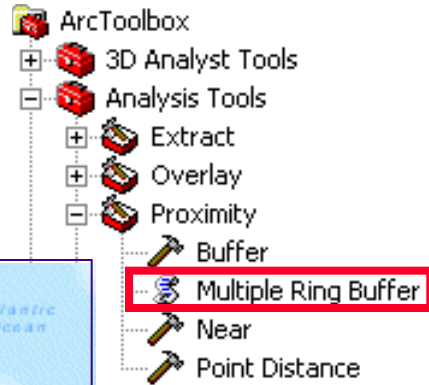 ArcToolbox
3D Analyst Tools
Analysis Tools
Extract
Overlay
Proximity
Buffer
Multiple Ring Buffer
Near
Point Distance